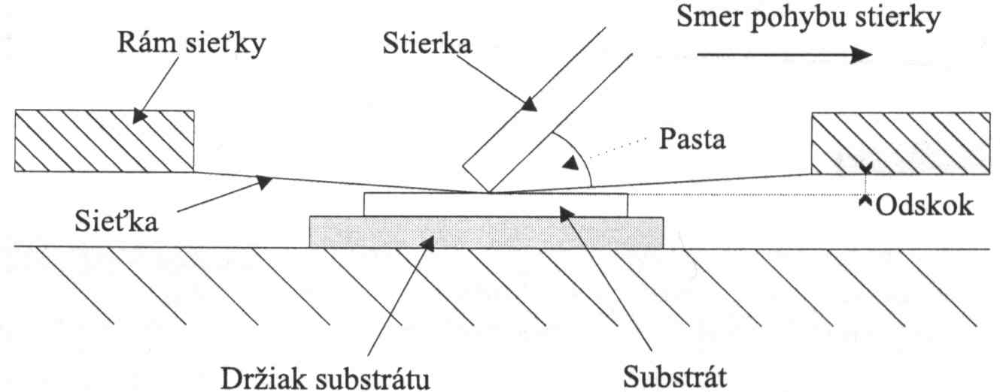 Smer pohybu stierky
Rám sieťky
Stierka
Pasta
Sieťka
Odskok
Držiak substrátu
Substrát